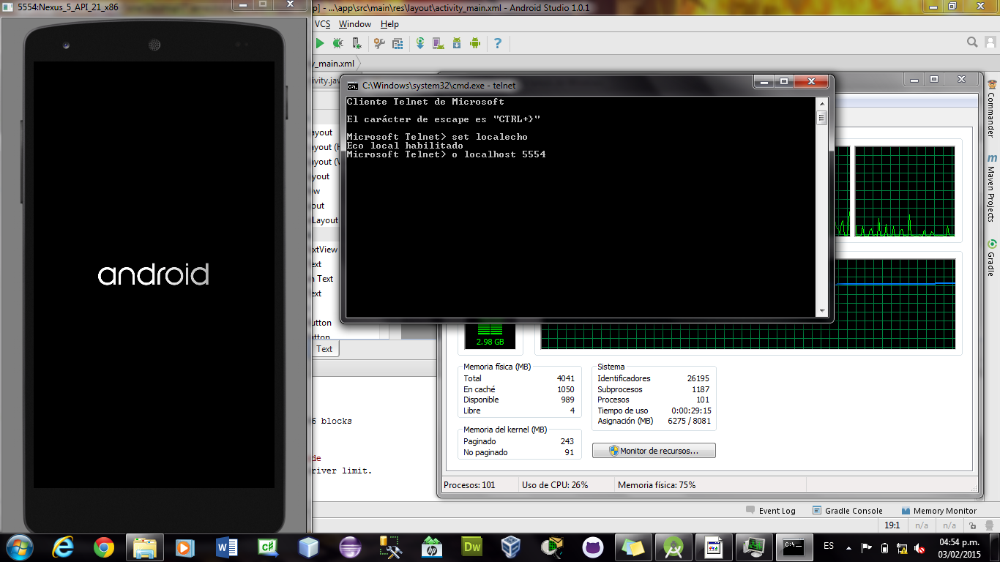 5554:Nexus_5_API_21_x86
p] - ...\app\src\main\res\layout\activity_main.xml - Android Studio 1.0.1
VCS Window Help
y_main.xml
ivity.java
C:\Windows\system32\cmd.exe - telnet
Cliente Telnet de Microsoft
El carácter de escape es "CTRL+}"
Microsoft Telnet> set localecho
Eco local habilitado
Microsoft Telnet> o localhost 5554
android
ayout
ayout (H
ayout (V
yout
ow
out
Layout
xtView
ext
n Text
ext
utton
utton
Text
6 blocks
de
river limit.
Commander
Maven Projects
Gradle
2.98 GB
Memoria física (MB)
Total 4041
En caché 1050
Disponible 989
Libre 4
Memoria del kernel (MB)
Paginado 243
No paginado 91
Sistema
Identificadores 26195
Subprocesos 1187
Procesos 101
Tiempo de uso 0:00:29:15
Asignación (MB) 6275 / 8081
Monitor de recursos...
Procesos: 101 Uso de CPU: 26% Memoria física: 75%
Event Log Gradle Console Memory Monitor
19:1 n/a n/a
ES
04:54 p.m.
03/02/2015